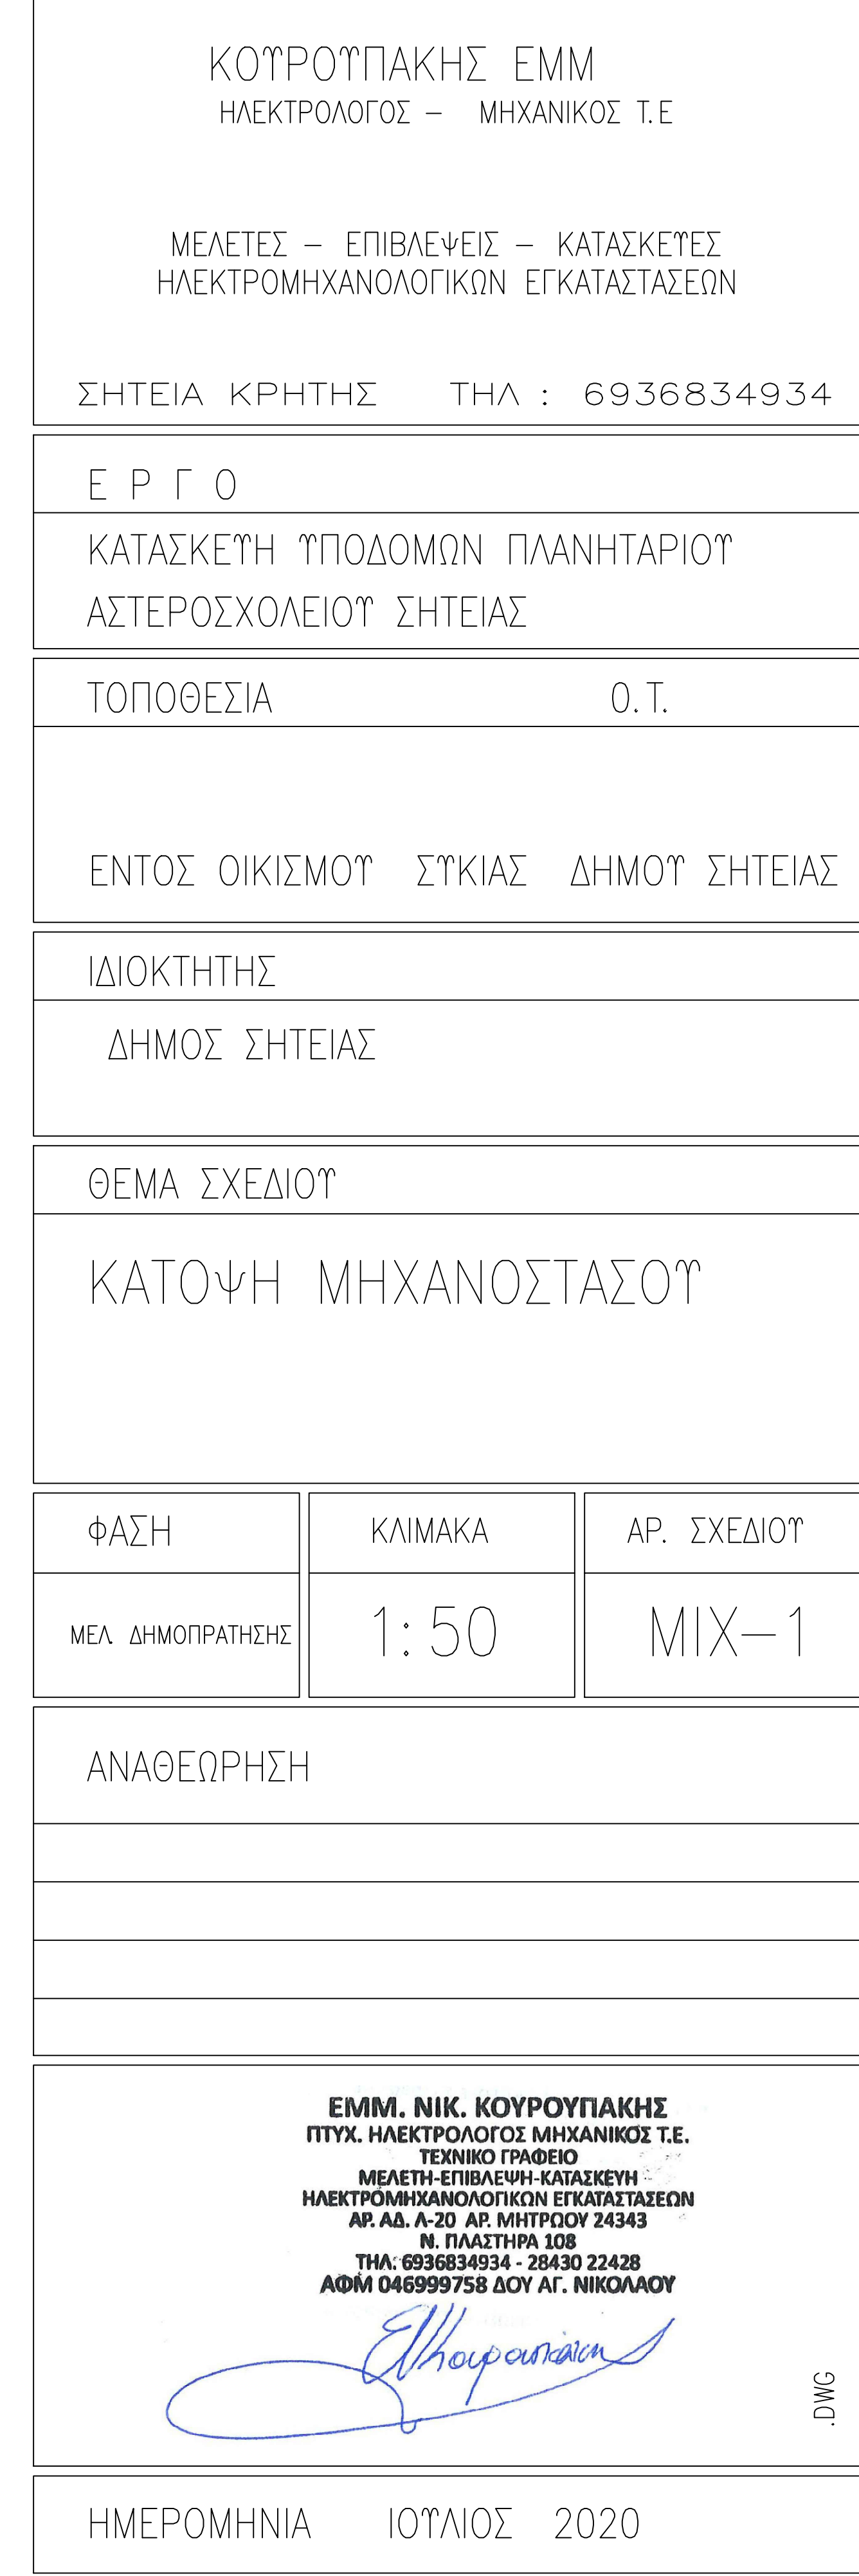 ΚΟΥΡΟΥΠΑΚΗΣ ΕΜΜ
ΗΛΕΚΤΡΟΛΟΓΟΣ – ΜΗΧΑΝΙΚΟΣ Τ.Ε
ΜΕΛΕΤΕΣ – ΕΠΙΒΛΕΨΕΙΣ – ΚΑΤΑΣΚΕΥΕΣ
ΗΛΕΚΤΡΟΜΗΧΑΝΟΛΟΓΙΚΩΝ ΕΓΚΑΤΑΣΤΑΣΕΩΝ
ΣΗΤΕΙΑ ΚΡΗΤΗΣ ΤΗΛ : 6936834934
Ε Ρ Γ Ο
ΚΑΤΑΣΚΕΥΗ ΥΠΟΔΟΜΩΝ ΠΛΑΝΗΤΑΡΙΟΥ
ΑΣΤΕΡΟΣΧΟΛΕΙΟΥ ΣΗΤΕΙΑΣ
ΤΟΠΟΘΕΣΙΑ Ο.Τ.
ΕΝΤΟΣ ΟΙΚΙΣΜΟΥ ΣΥΚΙΑΣ ΔΗΜΟΥ ΣΗΤΕΙΑΣ
ΙΔΙΟΚΤΗΤΗΣ
ΔΗΜΟΣ ΣΗΤΕΙΑΣ
ΘΕΜΑ ΣΧΕΔΙΟΥ
ΚΑΤΟΨΗ ΜΗΧΑΝΟΣΤΑΣΟΥ
ΦΑΣΗ ΚΛΙΜΑΚΑ ΑΡ. ΣΧΕΔΙΟΥ
ΜΕΛ. ΔΗΜΟΠΡΑΤΗΣΗΣ 1:50 ΜΙΧ–1
ΑΝΑΘΕΩΡΗΣΗ
ΕΜΜ. ΝΙΚ. ΚΟΥΡΟΥΠΑΚΗΣ
ΠΤΥΧ. ΗΛΕΚΤΡΟΛΟΓΟΣ ΜΗΧΑΝΙΚΟΣ Τ.Ε.
ΤΕΧΝΙΚΟ ΓΡΑΦΕΙΟ
ΜΕΛΕΤΗ-ΕΠΙΒΛΕΨΗ-ΚΑΤΑΣΚΕΥΗ
ΗΛΕΚΤΡΟΜΗΧΑΝΟΛΟΓΙΚΩΝ ΕΓΚΑΤΑΣΤΑΣΕΩΝ
ΑΡ. ΑΔ. Λ-20 ΑΡ. ΜΗΤΡΩΟΥ 24343
Ν. ΠΛΑΣΤΗΡΑ 108
ΤΗΛ: 6936834934 - 28430 22428
ΑΦΜ 046999758 ΔΟΥ ΑΓ. ΝΙΚΟΛΑΟΥ
.DWG
ΗΜΕΡΟΜΗΝΙΑ ΙΟΥΛΙΟΣ 2020